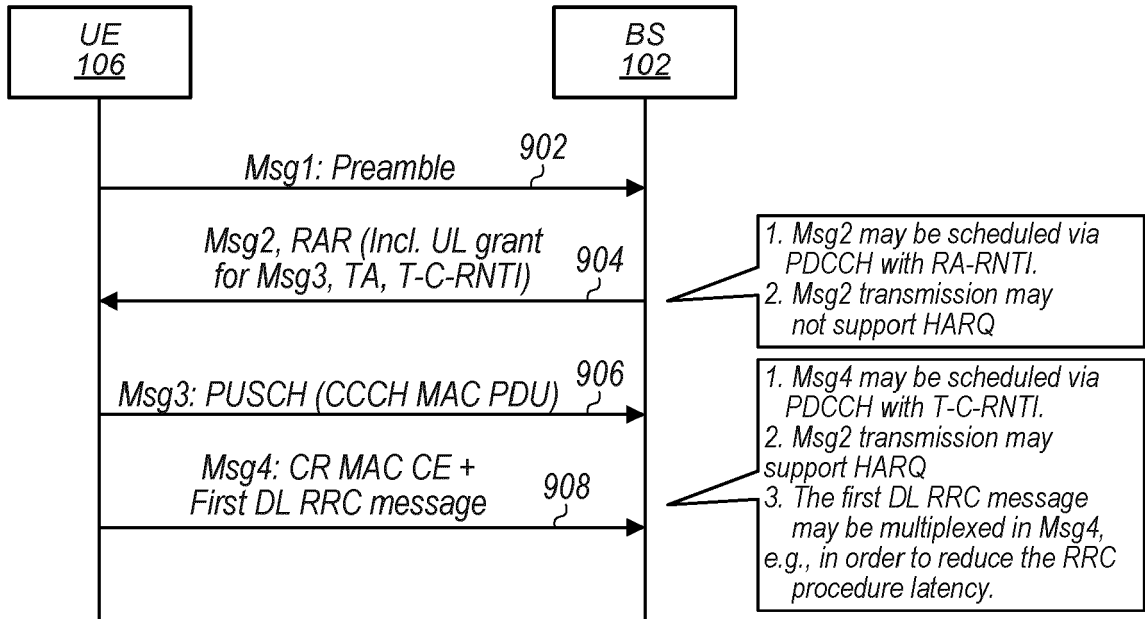 UE
106
BS
102
Msg1: Preamble
902
Msg2, RAR (Incl. UL grant
for Msg3, TA, T-C-RNTI)
904
1. Msg2 may be scheduled via
PDCCH with RA-RNTI.
2. Msg2 transmission may
not support HARQ
Msg3: PUSCH (CCCH MAC PDU)
906
Msg4: CR MAC CE +
First DL RRC message
908
1. Msg4 may be scheduled via
PDCCH with T-C-RNTI.
2. Msg2 transmission may
support HARQ
3. The first DL RRC message
may be multiplexed in Msg4,
e.g., in order to reduce the RRC
procedure latency.